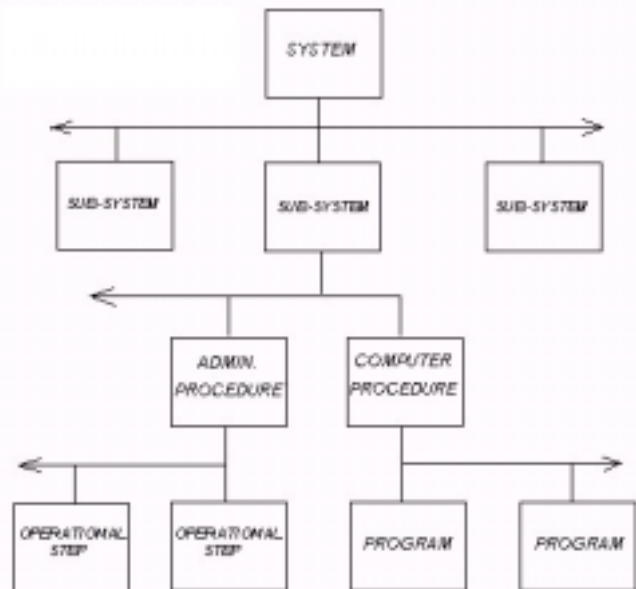 SYSTEM
SUB-SYSTEM
SUB-SYSTEM
SUB-SYSTEM
ADMIN.
PROCEDURE
COMPUTER
PROCEDURE
OPERATIONAL
STEP
OPERATIONAL
STEP
PROGRAM
PROGRAM